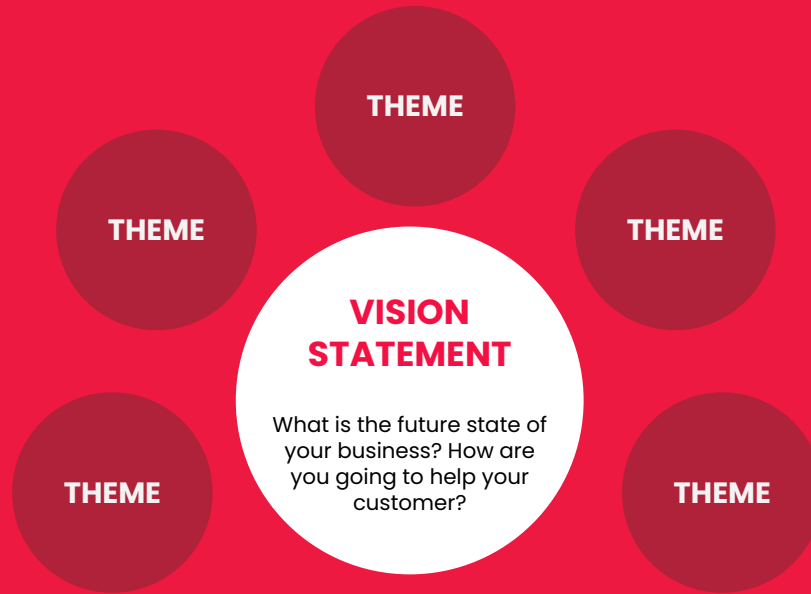 THEME
THEME
THEME
VISION
STATEMENT
What is the future state of
your business? How are
you going to help your
customer?
THEME
THEME